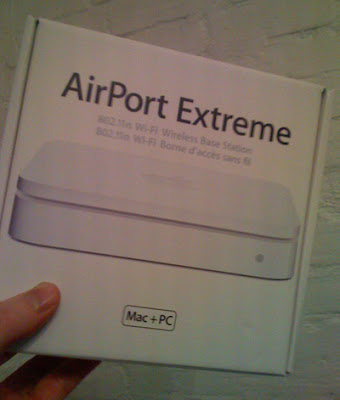 AirPort Extreme
802.11n Wi-Fi Wireless Base Station
802.11n Wi-Fi Borne d'accès sans fil
Mac + PC